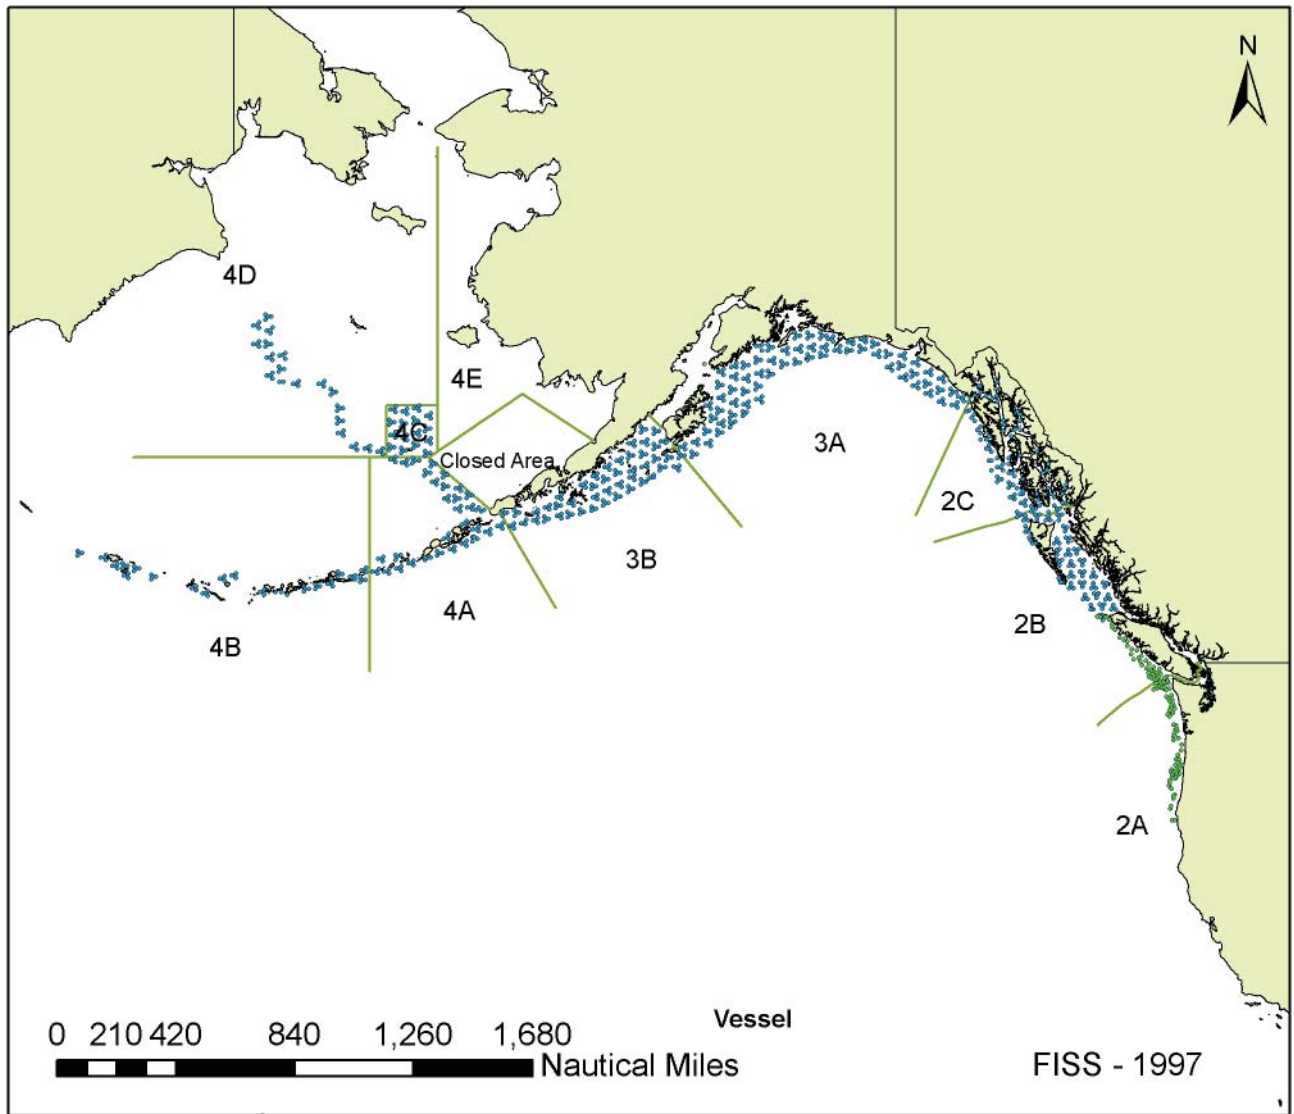 N
4D
4E
4C
Closed Area
3A
2C
3B
4A
2B
4B
2A
Vessel
0 210 420 840 1,260 1,680
Nautical Miles
FISS - 1997